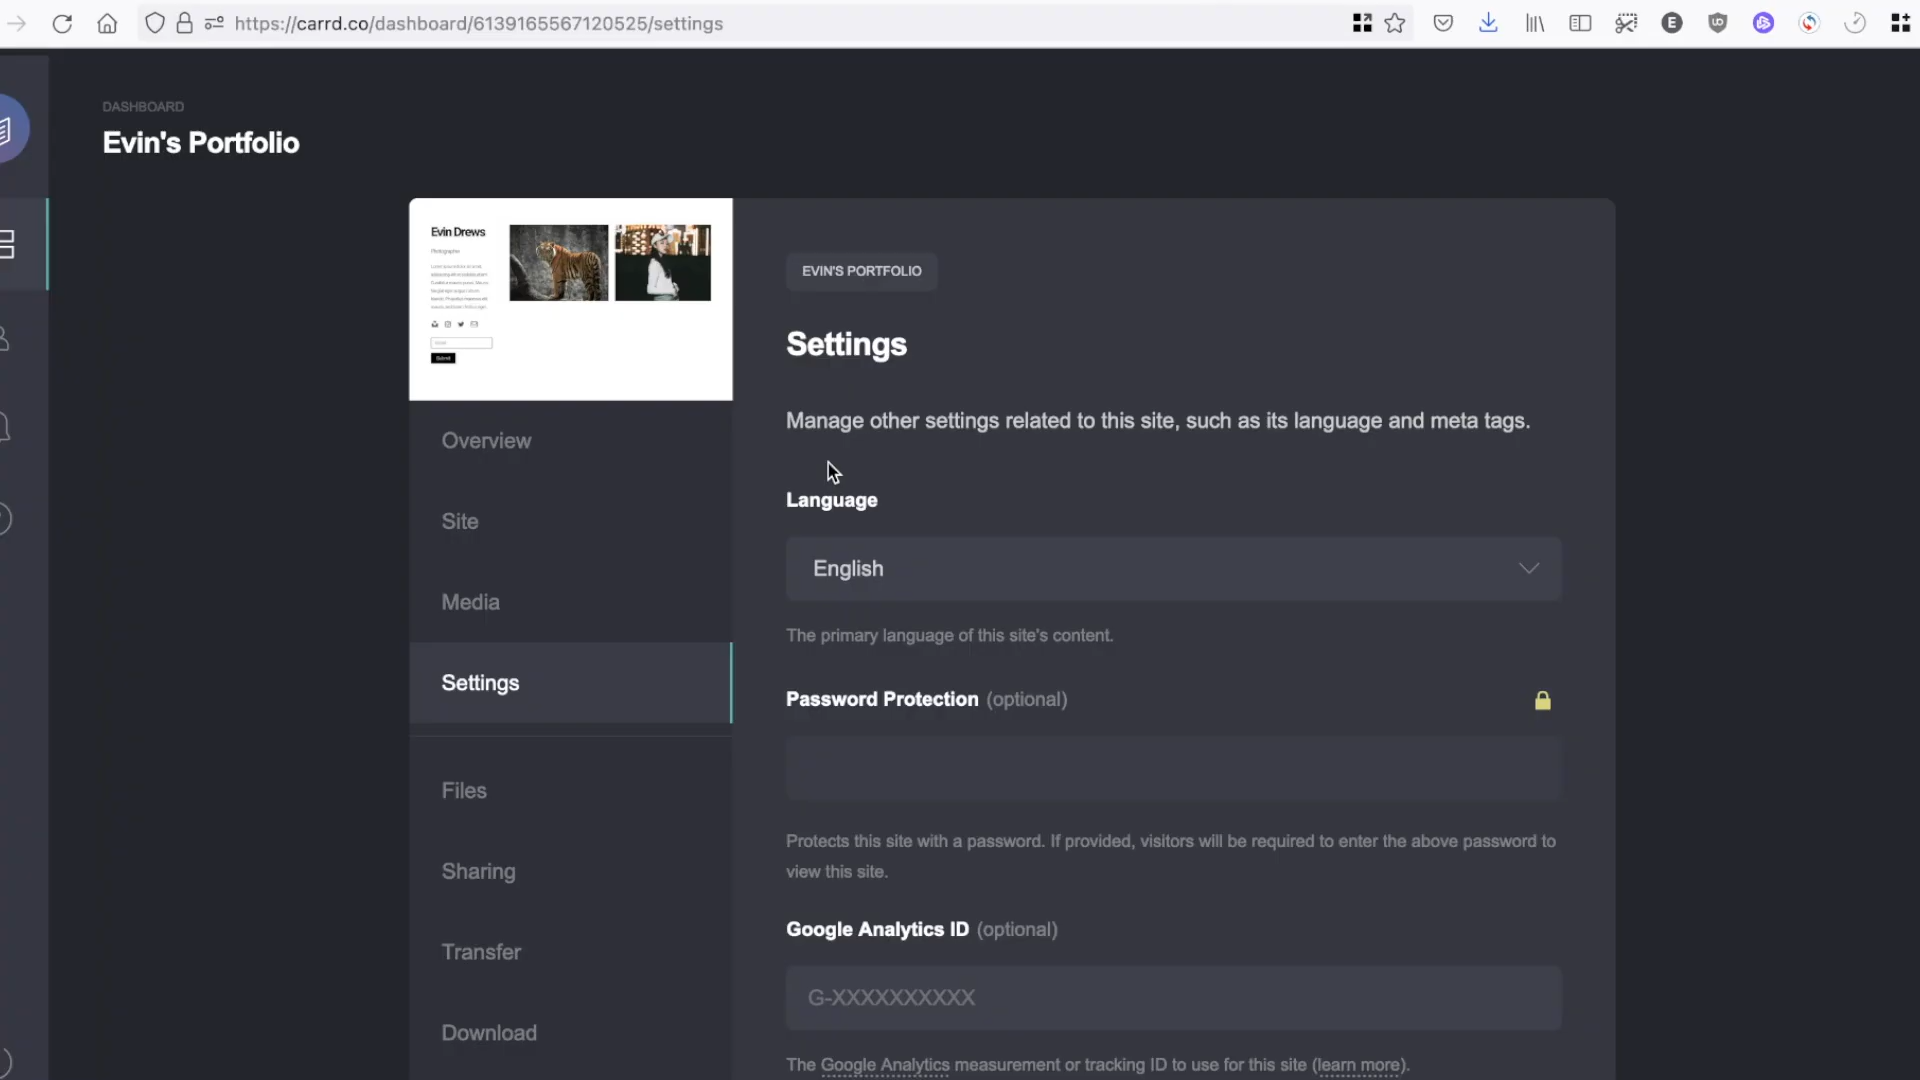 https://carrd.co/dashboard/6139165567120525/settings
DASHBOARD
Evin's Portfolio
Evin Drews
Photographer
Submit
Overview
Site
Media
Settings
Files
Sharing
Transfer
Download
EVIN'S PORTFOLIO
Settings
Manage other settings related to this site, such as its language and meta tags.
Language
English
The primary language of this site's content.
Password Protection (optional)
Protects this site with a password. If provided, visitors will be required to enter the above password to
view this site.
Google Analytics ID (optional)
G-XXXXXXXXXX
The Google Analytics measurement or tracking ID to use for this site (learn more).